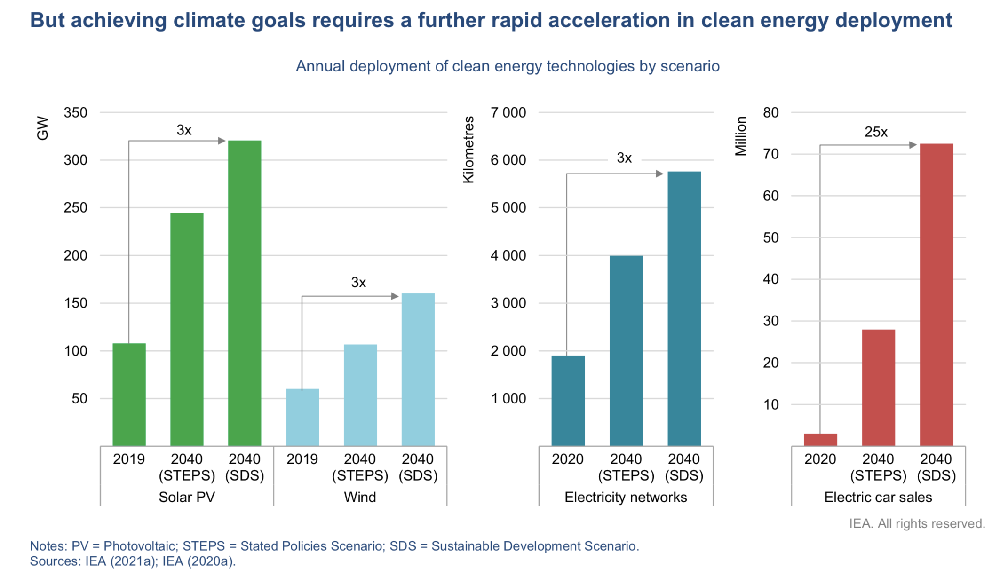 But achieving climate goals requires a further rapid acceleration in clean energy deployment
Annual deployment of clean energy technologies by scenario
GW
350
300
250
200
150
100
50
3x
3x
2019
2040
(STEPS)
2040
(SDS)
Solar PV
2019
2040
(STEPS)
2040
(SDS)
Wind
Kilometres
7 000
6 000
5 000
4 000
3 000
2 000
1 000
3x
2020
2040
(STEPS)
2040
(SDS)
Electricity networks
Million
80
70
60
50
40
30
20
10
25x
2020
2040
(STEPS)
2040
(SDS)
Electric car sales
IEA. All rights reserved.
Notes: PV = Photovoltaic; STEPS = Stated Policies Scenario; SDS = Sustainable Development Scenario.
Sources: IEA (2021a); IEA (2020a).